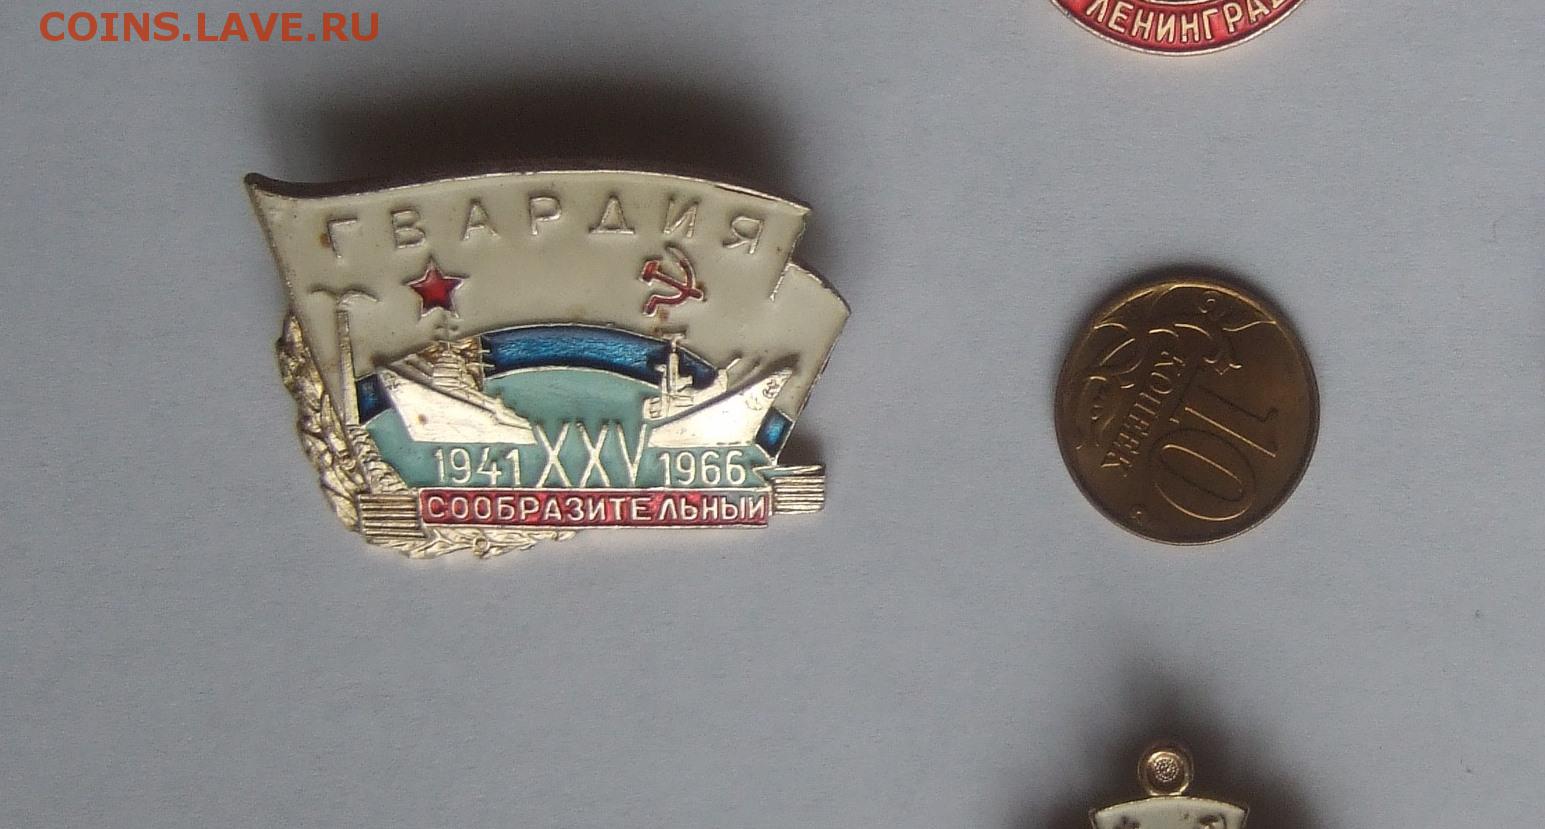 COINS.LAVE.RU
ЛЕНИНГРАД
ГВАРДИЯ
1941 XXV 1966
СООБРАЗИТЕЛЬНЫЙ
10
КОПЕЕК